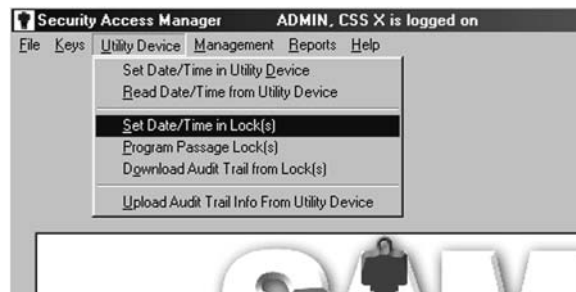 Security Access Manager ADMIN, CSS X is logged on
File Keys Utility Device Management Reports Help
Set Date/Time in Utility Device
Read Date/Time from Utility Device
Set Date/Time in Lock(s)
Program Passage Lock(s)
Download Audit Trail from Lock(s)
Upload Audit Trail Info From Utility Device
SAM